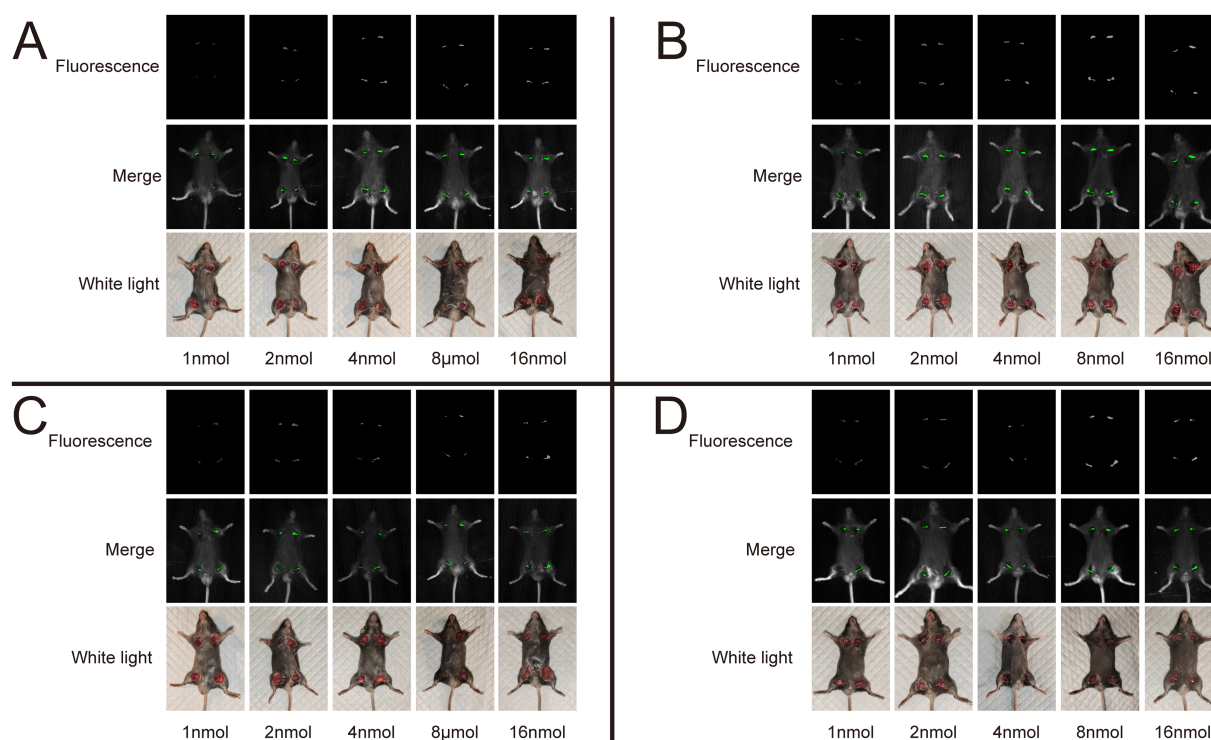 A
Fluorescence
Merge
White light
1nmol 2nmol 4nmol 8μmol 16nmol
B
Fluorescence
Merge
White light
1nmol 2nmol 4nmol 8nmol 16nmol
C
Fluorescence
Merge
White light
1nmol 2nmol 4nmol 8μmol 16nmol
D
Fluorescence
Merge
White light
1nmol 2nmol 4nmol 8nmol 16nmol